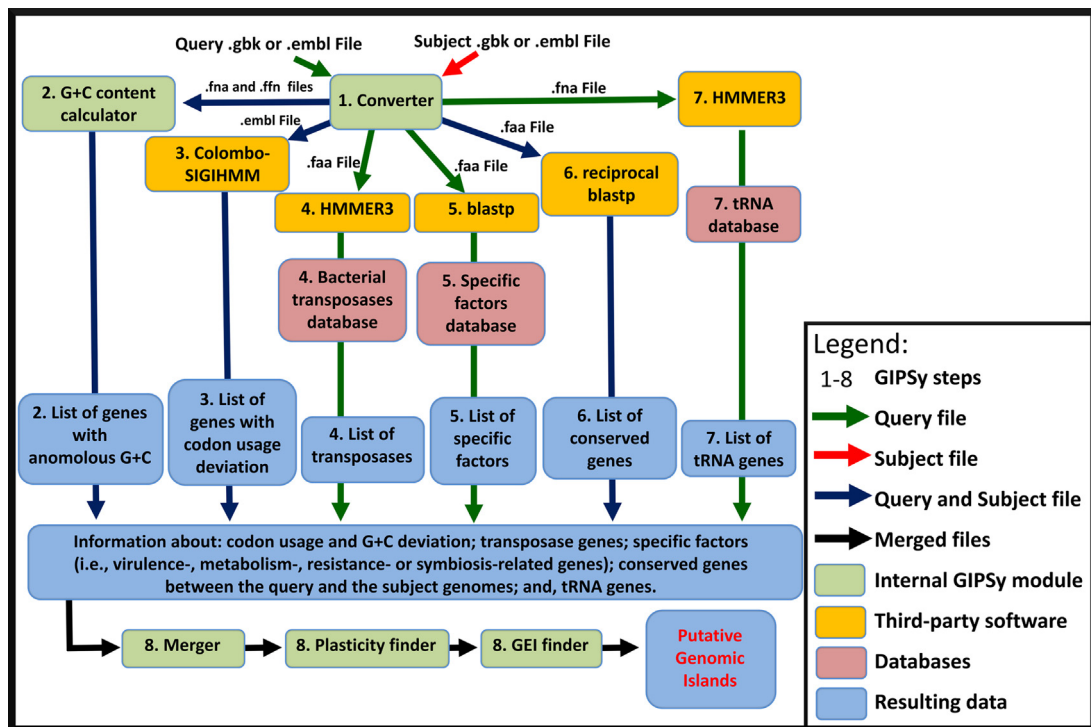 Query .gbk or .embl File
Subject .gbk or .embl File
2. G+C content
calculator
.fna and .ffn files
1. Converter
.fna File
7. HMMER3
.embl File
3. Colombo-
SIGIHMM
.faa File
.faa File
.faa File
6. reciprocal
blastp
4. HMMER3
5. blastp
7. tRNA
database
4. Bacterial
transposases
database
5. Specific
factors
database
2. List of genes
with
anomolous G+C
3. List of
genes with
codon usage
deviation
4. List of
transposases
5. List of
specific
factors
6. List of
conserved
genes
7. List of
tRNA genes
Information about: codon usage and G+C deviation; transposase genes; specific factors
(i.e., virulence-, metabolism-, resistance- or symbiosis-related genes); conserved genes
between the query and the subject genomes; and, tRNA genes.
8. Merger
8. Plasticity finder
8. GEI finder
Putative
Genomic
Islands
Legend:
1-8 GIPSy steps
Query file
Subject file
Query and Subject file
Merged files
Internal GIPSy module
Third-party software
Databases
Resulting data